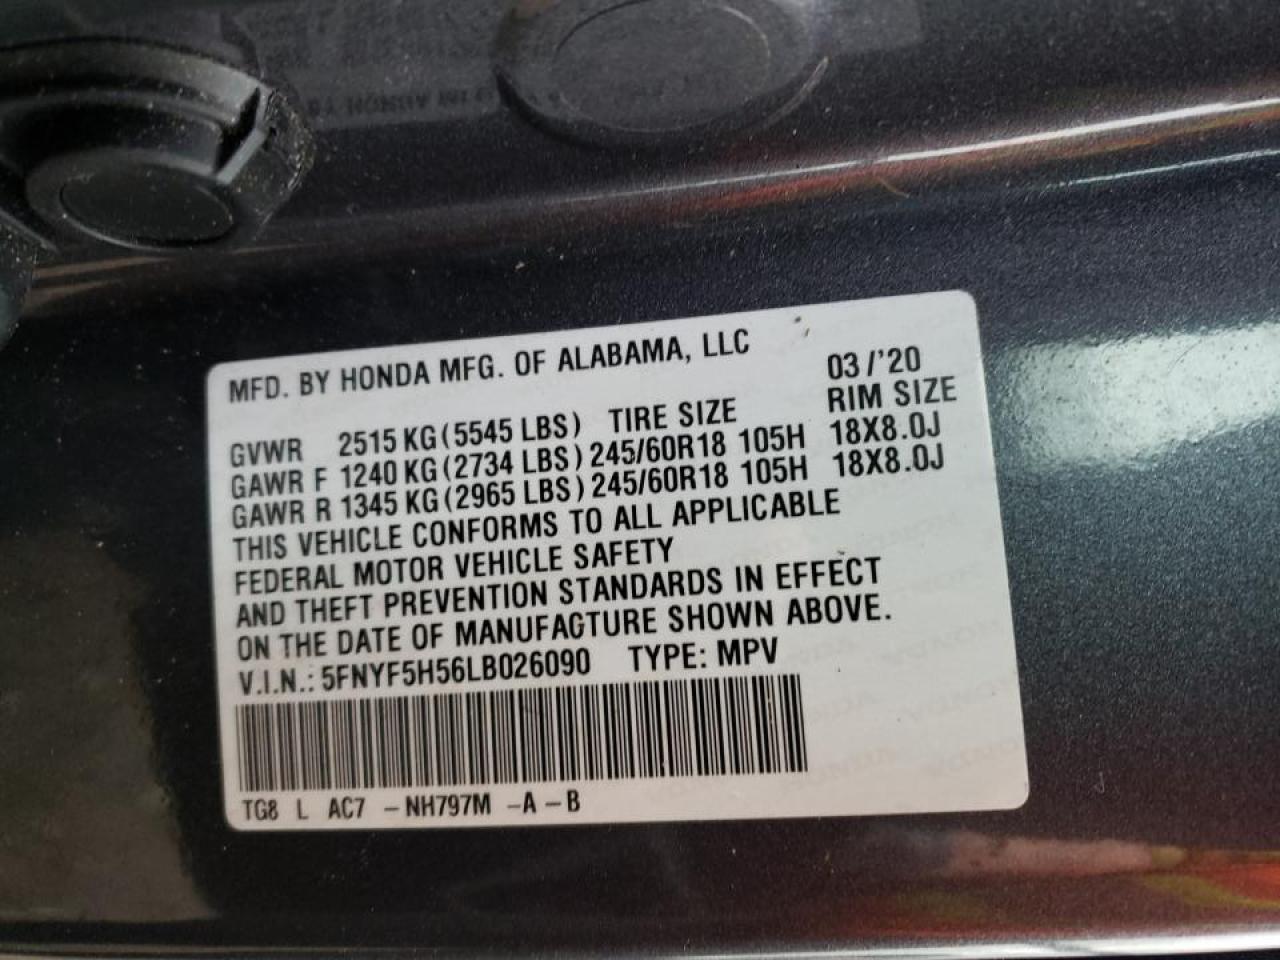 MFD. BY HONDA MFG. OF ALABAMA, LLC 03/'20
GVWR 2515 KG (5545 LBS) TIRE SIZE RIM SIZE
GAWR F 1240 KG (2734 LBS) 245/60R18 105H 18X8.0J
GAWR R 1345 KG (2965 LBS) 245/60R18 105H 18X8.0J
THIS VEHICLE CONFORMS TO ALL APPLICABLE
FEDERAL MOTOR VEHICLE SAFETY
AND THEFT PREVENTION STANDARDS IN EFFECT
ON THE DATE OF MANUFACTURE SHOWN ABOVE.
V.I.N.: 5FNYF5H56LB026090 TYPE: MPV
TG8 L AC7 -NH797M -A -B